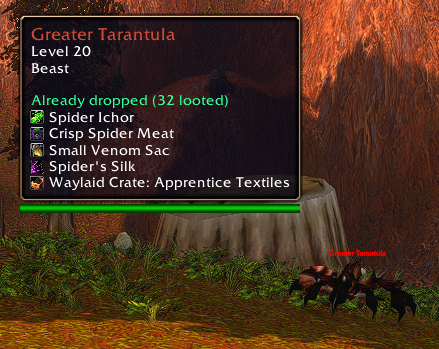 Greater Tarantula
Level 20
Beast
Already dropped (32 looted)
Spider Ichor
Crisp Spider Meat
Small Venom Sac
Spider's Silk
Waylaid Crate: Apprentice Textiles
Greater Tarantula